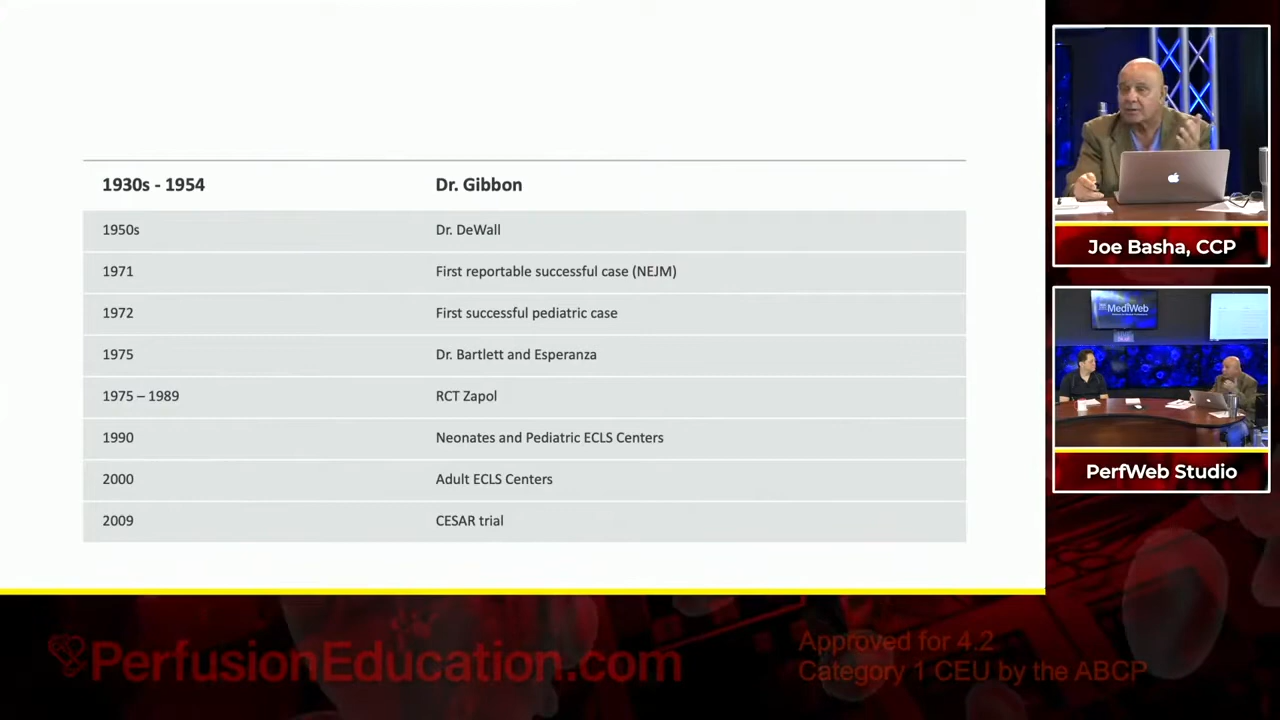 1930s - 1954 Dr. Gibbon
1950s Dr. DeWall
1971 First reportable successful case (NEJM)
1972 First successful pediatric case
1975 Dr. Bartlett and Esperanza
1975 – 1989 RCT Zapol
1990 Neonates and Pediatric ECLS Centers
2000 Adult ECLS Centers
2009 CESAR trial
Joe Basha, CCP
MediWeb
PerfWeb Studio
PerfusionEducation.com
Approved for 4.2
Category 1 CEU by the ABCP